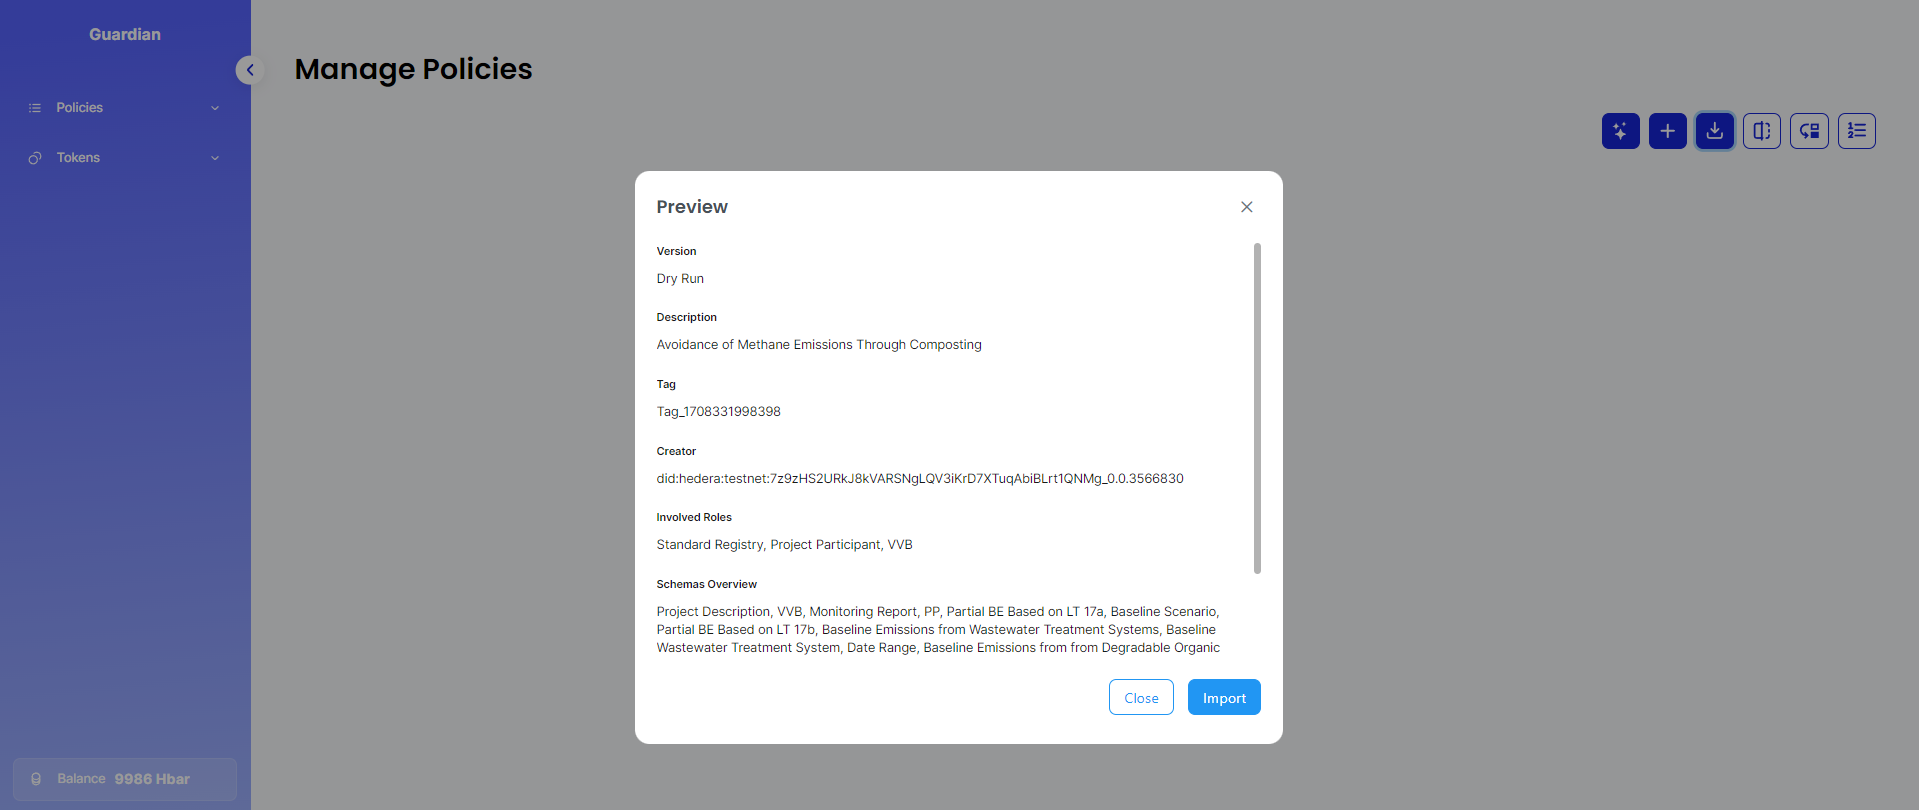 Guardian
Policies
Tokens
Balance 9986 Hbar
Manage Policies
Preview
Version
Dry Run
Description
Avoidance of Methane Emissions Through Composting
Tag
Tag_1708331998398
Creator
did:hedera:testnet:7z9zHS2URkJ8kVARSNgLQV3iKrD7XTuqAbiBLrt1QNMg_0.0.3566830
Involved Roles
Standard Registry, Project Participant, VVB
Schemas Overview
Project Description, VVB, Monitoring Report, PP, Partial BE Based on LT 17a, Baseline Scenario,
Partial BE Based on LT 17b, Baseline Emissions from Wastewater Treatment Systems, Baseline
Wastewater Treatment System, Date Range, Baseline Emissions from from Degradable Organic
Close
Import